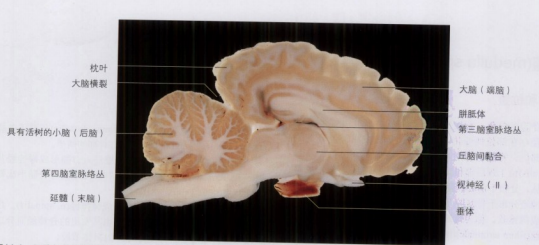 枕叶
大脑横裂
具有活树的小脑（后脑）
第四脑室脉络丛
延髓（末脑）
大脑（端脑）
胼胝体
第三脑室脉络丛
丘脑间黏合
视神经（Ⅱ）
垂体